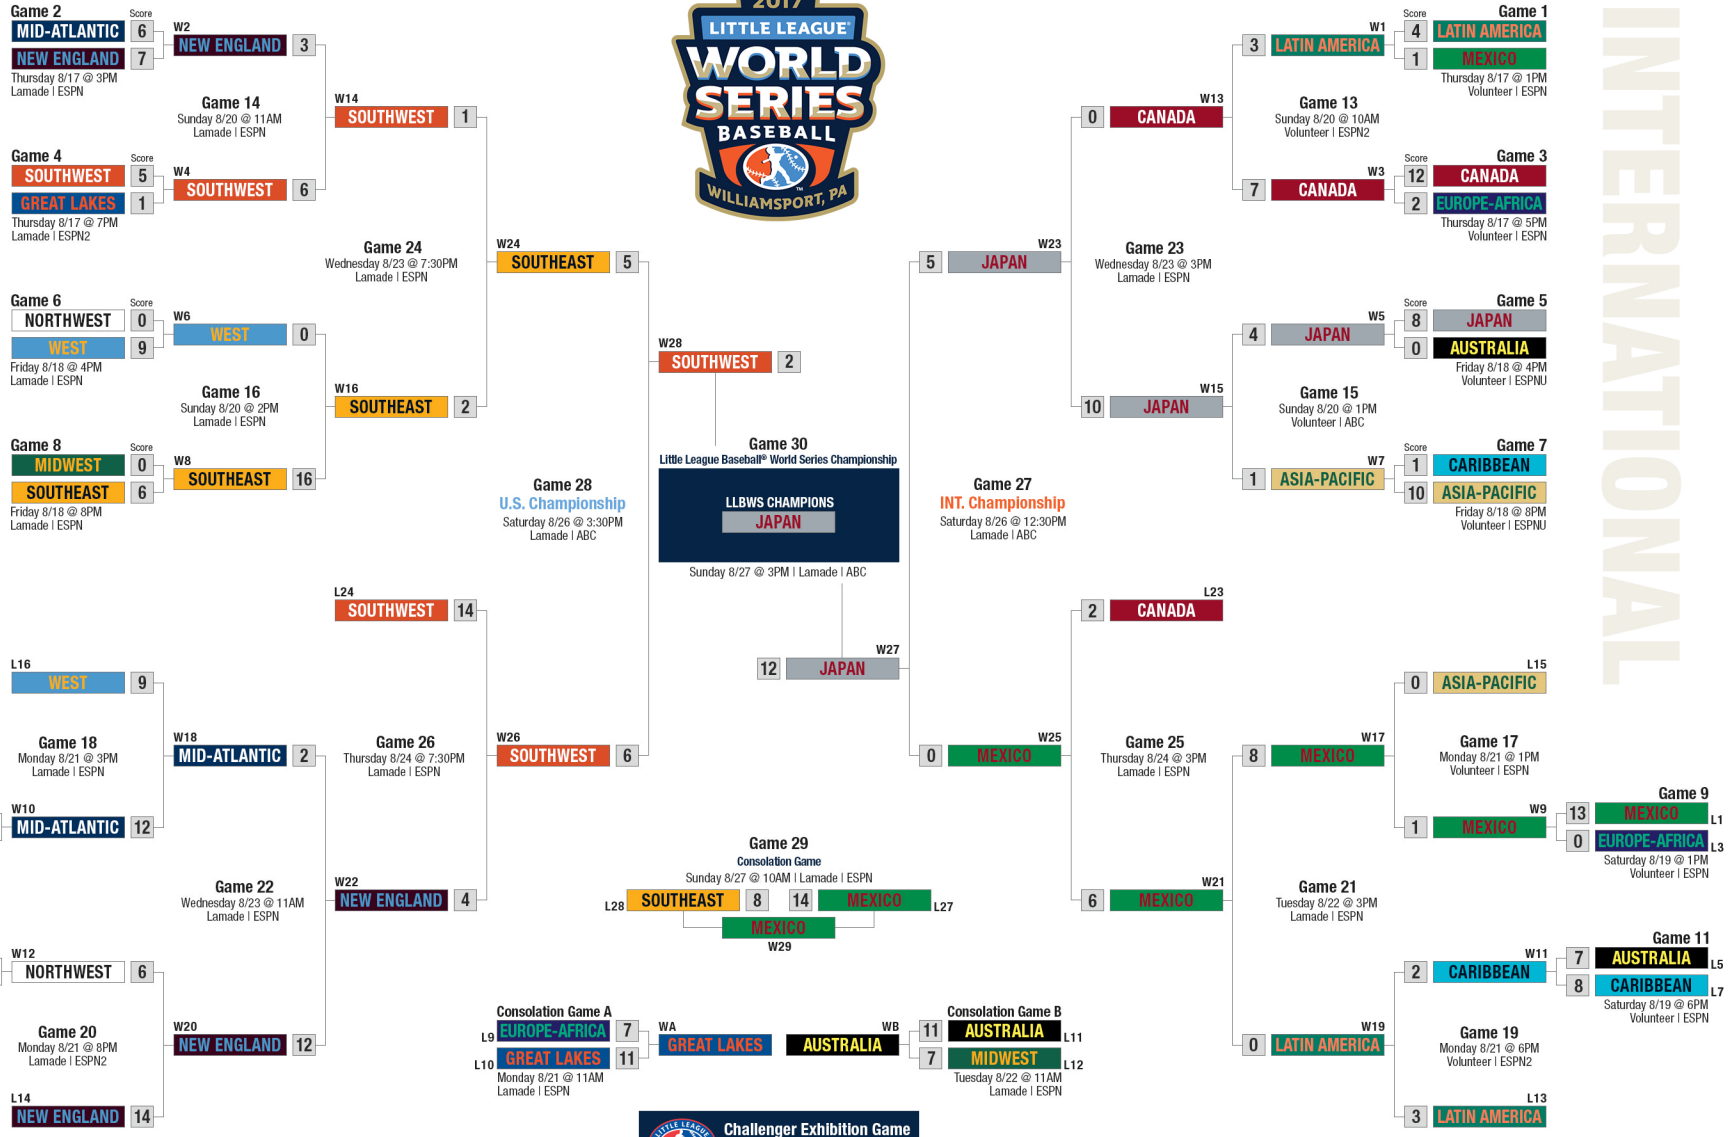 2017
LITTLE LEAGUE®
WORLD
SERIES
BASEBALL
WILLIAMSPORT, PA
INTERNATIONAL
Game 2
MID-ATLANTIC 6
NEW ENGLAND 7
Thursday 8/17 @ 3PM
Lamade | ESPN
W2
NEW ENGLAND 3
Game 14
Sunday 8/20 @ 11AM
Lamade | ESPN
Game 4 Score
SOUTHWEST 5
GREAT LAKES 1
Thursday 8/17 @ 7PM
Lamade | ESPN2
W4
SOUTHWEST 6
W14
SOUTHWEST 1
Game 24
Wednesday 8/23 @ 7:30PM
Lamade | ESPN
Game 6 Score
NORTHWEST 0
WEST 9
Friday 8/18 @ 4PM
Lamade | ESPN
W6
WEST 0
Game 16
Sunday 8/20 @ 2PM
Lamade | ESPN
Game 8 Score
MIDWEST 0
SOUTHEAST 6
Friday 8/18 @ 8PM
Lamade | ESPN
W8
SOUTHEAST 16
W16
SOUTHEAST 2
W24
SOUTHEAST 5
Game 28
U.S. Championship
Saturday 8/26 @ 3:30PM
Lamade | ABC
W28
SOUTHWEST 2
Game 30
Little League Baseball® World Series Championship
LLBWS CHAMPIONS
JAPAN
Sunday 8/27 @ 3PM | Lamade | ABC
W27
12 JAPAN
L24
SOUTHWEST 14
L16
WEST 9
Game 18
Monday 8/21 @ 3PM
Lamade | ESPN
W10
MID-ATLANTIC 12
W18
MID-ATLANTIC 2
Game 26
Thursday 8/24 @ 7:30PM
Lamade | ESPN
W26
SOUTHWEST 6
Game 22
Wednesday 8/23 @ 11AM
Lamade | ESPN
W22
NEW ENGLAND 4
W12
NORTHWEST 6
Game 20
Monday 8/21 @ 8PM
Lamade | ESPN2
W20
NEW ENGLAND 12
L14
NEW ENGLAND 14
Score Game 1
4 LATIN AMERICA
1 MEXICO
Thursday 8/17 @ 1PM
Volunteer | ESPN
W1
3 LATIN AMERICA
Game 13
Sunday 8/20 @ 10AM
Volunteer | ESPN2
Score Game 3
12 CANADA
2 EUROPE-AFRICA
Thursday 8/17 @ 5PM
Volunteer | ESPN
W3
7 CANADA
W13
0 CANADA
Game 23
Wednesday 8/23 @ 3PM
Lamade | ESPN
W23
5 JAPAN
Score Game 5
8 JAPAN
0 AUSTRALIA
Friday 8/18 @ 4PM
Volunteer | ESPNU
W5
4 JAPAN
Game 15
Sunday 8/20 @ 1PM
Volunteer | ABC
W15
10 JAPAN
Score Game 7
1 CARIBBEAN
10 ASIA-PACIFIC
Friday 8/18 @ 8PM
Volunteer | ESPNU
W7
1 ASIA-PACIFIC
Game 27
INT. Championship
Saturday 8/26 @ 12:30PM
Lamade | ABC
L23
2 CANADA
L15
0 ASIA-PACIFIC
W25
0 MEXICO
Game 25
Thursday 8/24 @ 3PM
Lamade | ESPN
W17
8 MEXICO
Game 17
Monday 8/21 @ 1PM
Volunteer | ESPN
W9
1 MEXICO
Game 9
13 MEXICO L1
0 EUROPE-AFRICA L3
Saturday 8/19 @ 1PM
Volunteer | ESPN
W21
6 MEXICO
Game 21
Tuesday 8/22 @ 3PM
Lamade | ESPN
W11
2 CARIBBEAN
Game 11
7 AUSTRALIA L5
8 CARIBBEAN L7
Saturday 8/19 @ 6PM
Volunteer | ESPN
W19
0 LATIN AMERICA
Game 19
Monday 8/21 @ 6PM
Volunteer | ESPN2
L13
3 LATIN AMERICA
Game 29
Consolation Game
Sunday 8/27 @ 10AM | Lamade | ESPN
L28 SOUTHEAST 8 14 MEXICO L27
MEXICO
W29
Consolation Game A
L9 EUROPE-AFRICA 7
L10 GREAT LAKES 11
Monday 8/21 @ 11AM
Lamade | ESPN
WA
GREAT LAKES
WB
AUSTRALIA
Consolation Game B
11 AUSTRALIA L11
7 MIDWEST L12
Tuesday 8/22 @ 11AM
Lamade | ESPN
LITTLE LEAGUE
Challenger Exhibition Game